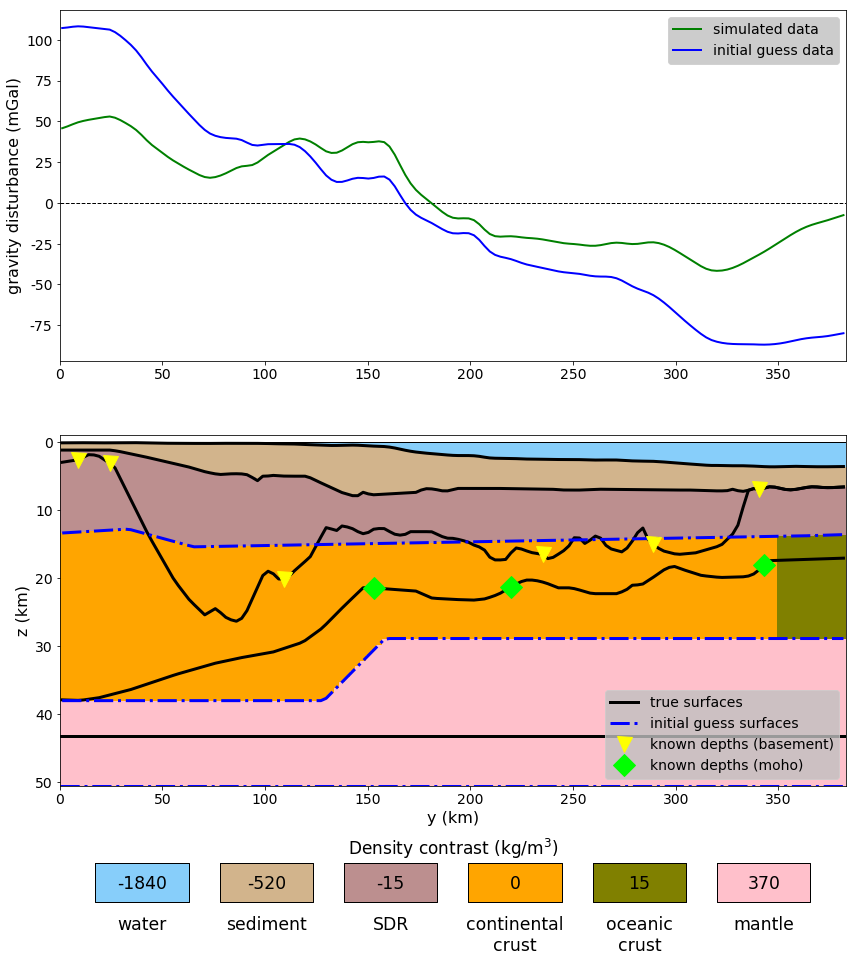 simulated data
initial guess data
gravity disturbance (mGal)
100
75
50
25
0
-25
-50
-75
0 50 100 150 200 250 300 350
0
10
20
30
40
50
z (km)
true surfaces
initial guess surfaces
known depths (basement)
known depths (moho)
0 50 100 150 200 250 300 350
y (km)
Density contrast (kg/m³)
-1840 -520 -15 0 15 370
water sediment SDR continental oceanic mantle
crust crust